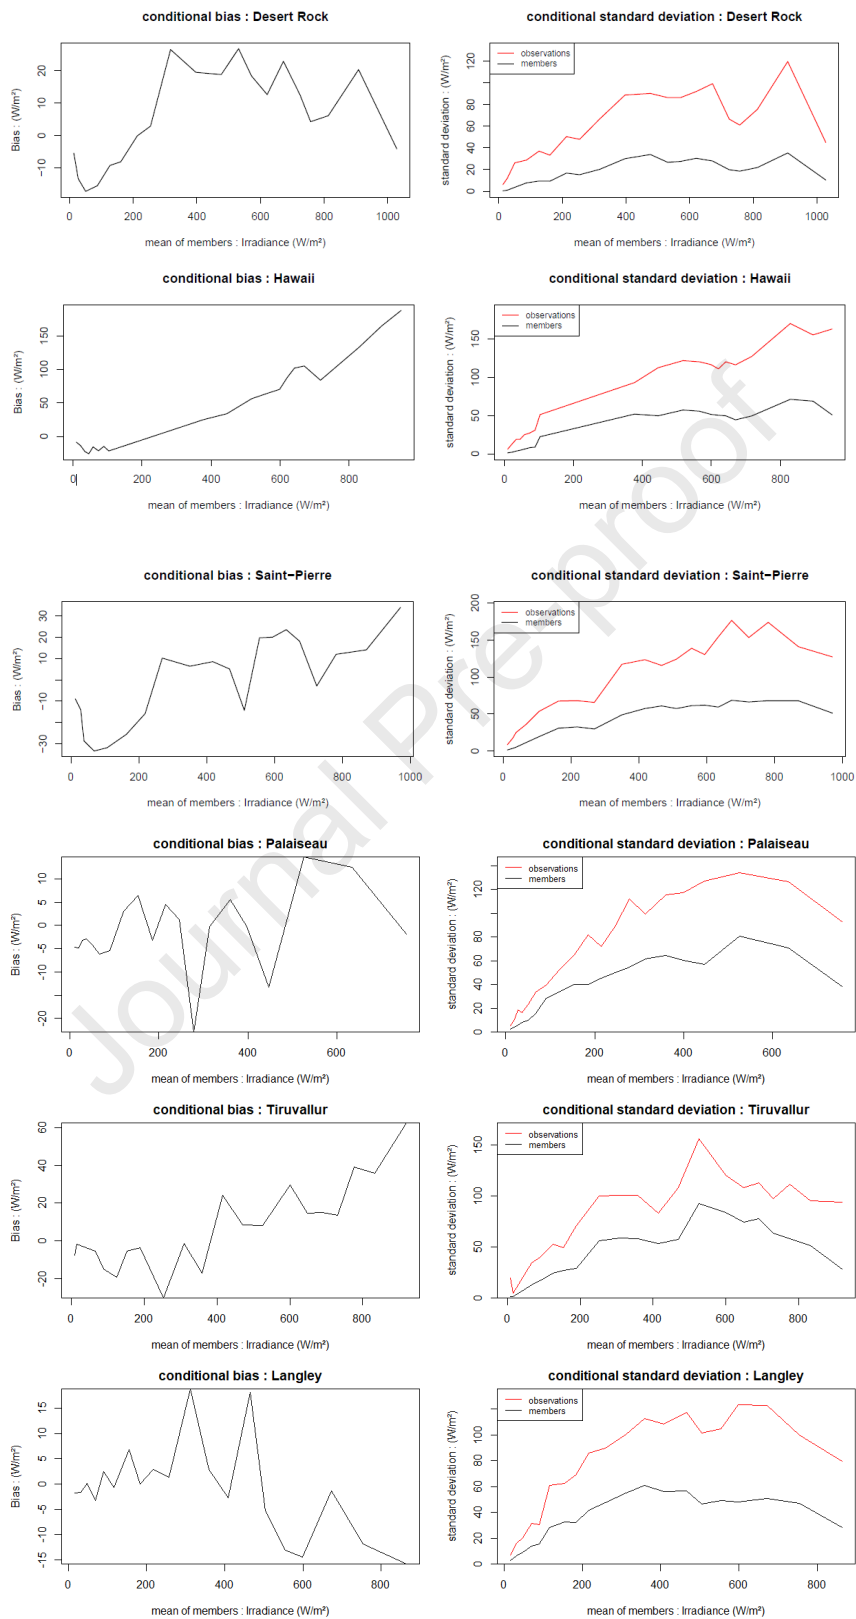 conditional bias : Desert Rock
Bias : (W/m²)
20
10
0
−10
0 200 400 600 800 1000
mean of members : Irradiance (W/m²)
conditional standard deviation : Desert Rock
observations
members
standard deviation : (W/m²)
120
80
60
40
20
0
0 200 400 600 800 1000
mean of members : Irradiance (W/m²)
conditional bias : Hawaii
Bias : (W/m²)
150
100
50
0
0 200 400 600 800
mean of members : Irradiance (W/m²)
conditional standard deviation : Hawaii
observations
members
standard deviation : (W/m²)
150
100
50
0
0 200 400 600 800
mean of members : Irradiance (W/m²)
conditional bias : Saint−Pierre
Bias : (W/m²)
30
10
−10
−30
0 200 400 600 800 1000
mean of members : Irradiance (W/m²)
conditional standard deviation : Saint−Pierre
observations
members
standard deviation : (W/m²)
200
150
100
50
0
0 200 400 600 800 1000
mean of members : Irradiance (W/m²)
conditional bias : Palaiseau
Bias : (W/m²)
10
5
0
−5
−10
−20
0 200 400 600
mean of members : Irradiance (W/m²)
conditional standard deviation : Palaiseau
observations
members
standard deviation : (W/m²)
120
80
60
40
20
0
0 200 400 600
mean of members : Irradiance (W/m²)
conditional bias : Tiruvallur
Bias : (W/m²)
60
40
20
0
−20
0 200 400 600 800
mean of members : Irradiance (W/m²)
conditional standard deviation : Tiruvallur
observations
members
standard deviation : (W/m²)
150
100
50
0
0 200 400 600 800
mean of members : Irradiance (W/m²)
conditional bias : Langley
Bias : (W/m²)
15
10
5
0
−5
−10
−15
0 200 400 600 800
mean of members : Irradiance (W/m²)
conditional standard deviation : Langley
observations
members
standard deviation : (W/m²)
120
80
60
40
20
0
0 200 400 600 800
mean of members : Irradiance (W/m²)
Journal Pre-proof